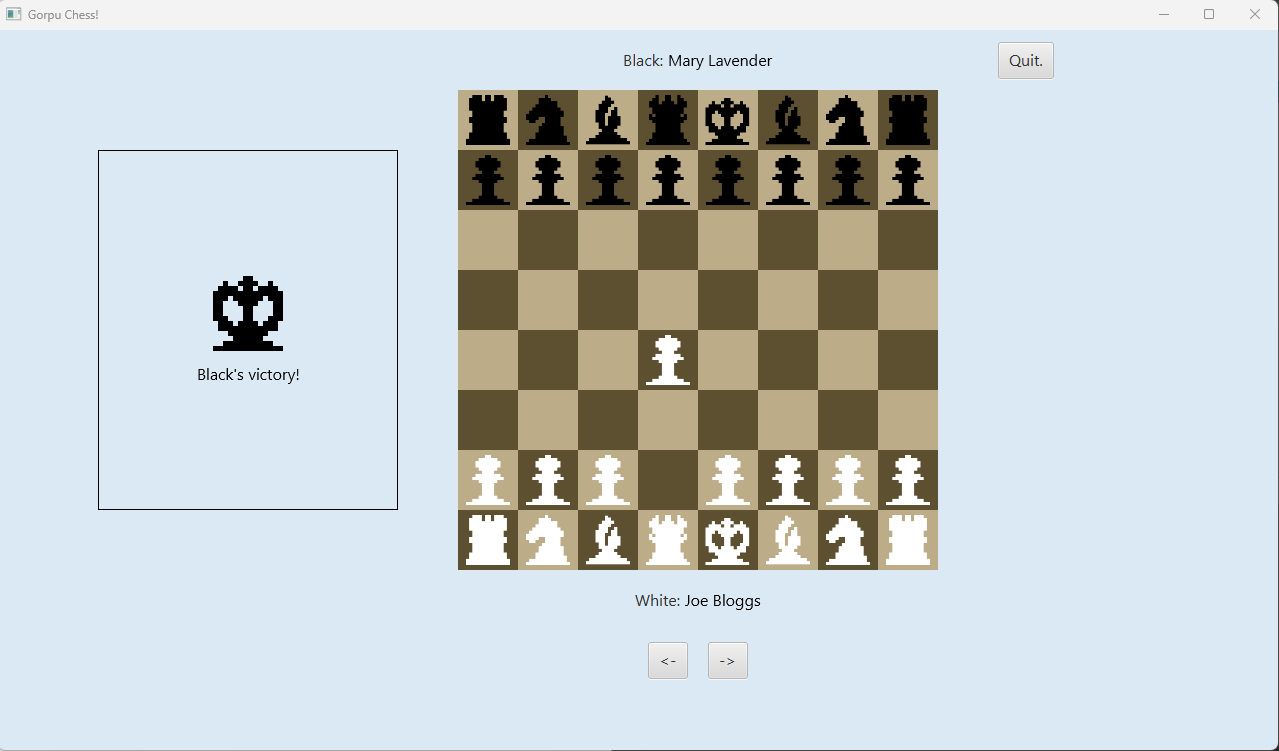 Gorpu Chess!
Black: Mary Lavender
Quit.
Black's victory!
White: Joe Bloggs
<- ->